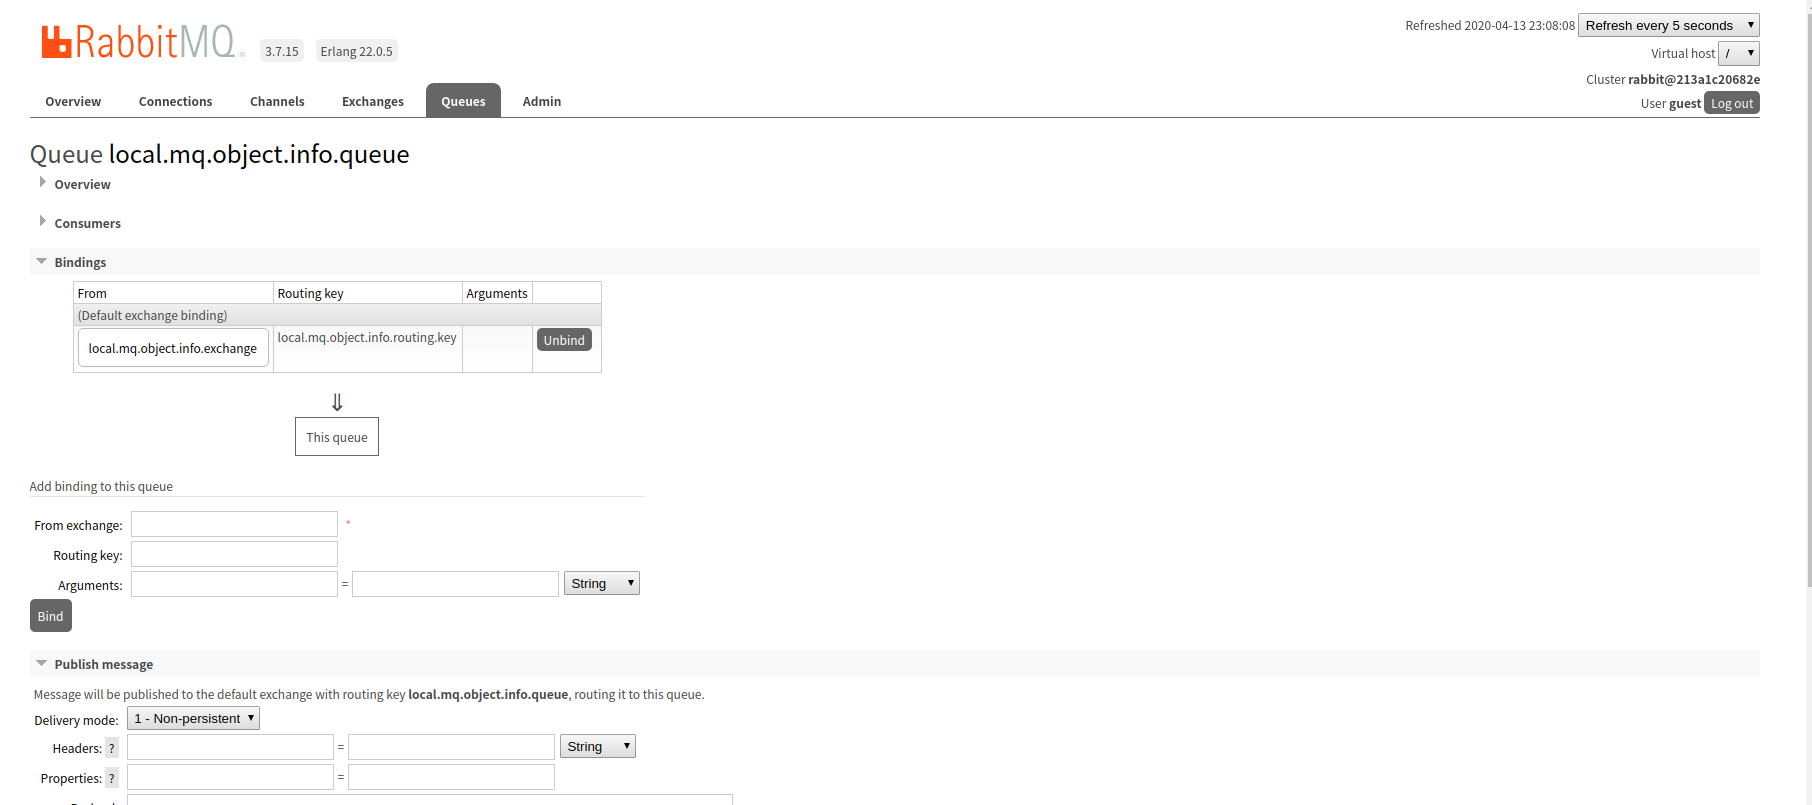 RabbitMQ TM 3.7.15 Erlang 22.0.5
Refreshed 2020-04-13 23:08:08 Refresh every 5 seconds
Virtual host /
Cluster rabbit@213a1c20682e
User guest Log out
Overview Connections Channels Exchanges Queues Admin
Queue local.mq.object.info.queue
Overview
Consumers
Bindings
From Routing key Arguments
(Default exchange binding)
local.mq.object.info.exchange local.mq.object.info.routing.key Unbind
⇓
This queue
Add binding to this queue
From exchange: *
Routing key:
Arguments: = String
Bind
Publish message
Message will be published to the default exchange with routing key local.mq.object.info.queue, routing it to this queue.
Delivery mode: 1 - Non-persistent
Headers: ? = String
Properties: ? =